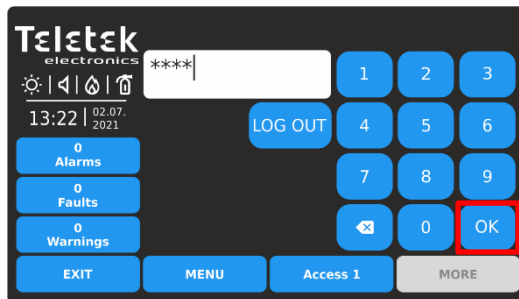 Teletek
electronics
13:22 02.07.
2021
****
LOG OUT
1 2 3
4 5 6
7 8 9
0 OK
0
Alarms
0
Faults
0
Warnings
EXIT MENU Access 1 MORE